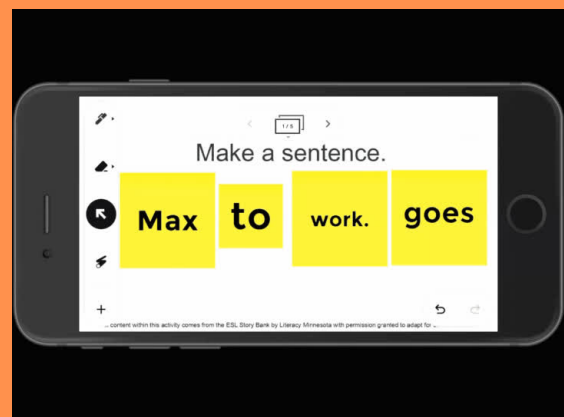 1 / 5
Make a sentence.
Max to work. goes
content within this activity comes from the ESL Story Bank by Literacy Minnesota with permission granted to adapt for